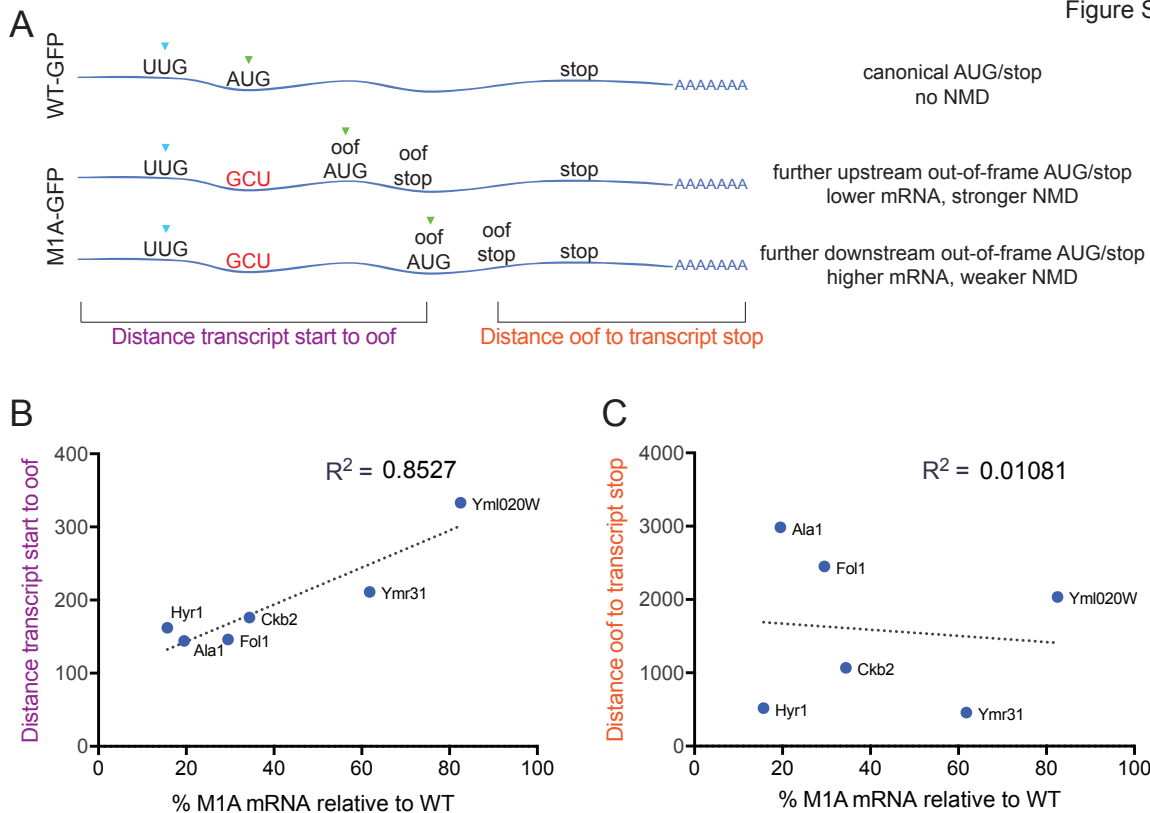 Figure S
A
WT-GFP
UUG
AUG
stop
AAAAAAA
canonical AUG/stop
no NMD
M1A-GFP
UUG
GCU
oof
AUG
oof
stop
stop
AAAAAAA
further upstream out-of-frame AUG/stop
lower mRNA, stronger NMD
UUG
GCU
oof
AUG
oof
stop
stop
AAAAAAA
further downstream out-of-frame AUG/stop
higher mRNA, weaker NMD
Distance transcript start to oof
Distance oof to transcript stop
B
Distance transcript start to oof
400
300
200
100
0
R² = 0.8527
Yml020W
Ymr31
Hyr1
Ckb2
Ala1
Fol1
0 20 40 60 80 100
% M1A mRNA relative to WT
C
Distance oof to transcript stop
4000
3000
2000
1000
0
R² = 0.01081
Ala1
Fol1
Yml020W
Ckb2
Hyr1
Ymr31
0 20 40 60 80 100
% M1A mRNA relative to WT